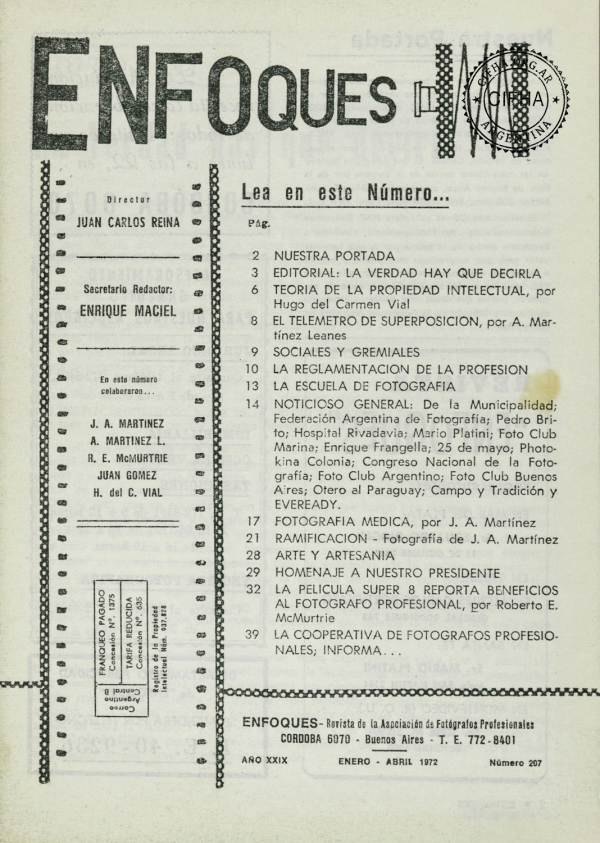 ENFOQUES
CIFHA.ORG.AR
CIFHA
ARGENTINA
Director
JUAN CARLOS REINA
Secretario Redactor:
ENRIQUE MACIEL
En este número
colaboraron...
J. A. MARTINEZ
A. MARTINEZ L.
R. E. McMURTRIE
JUAN GOMEZ
H. del C. VIAL
Correo
Argentino
Central B
FRANQUEO PAGADO
Concesión Nº. 1375
TARIFA REDUCIDA
Concesión Nº. 635
Registro de la Propiedad
Intelectual Núm. 937.878
Lea en este Número...
Pág.
2 NUESTRA PORTADA
3 EDITORIAL: LA VERDAD HAY QUE DECIRLA
6 TEORIA DE LA PROPIEDAD INTELECTUAL, por
Hugo del Carmen Vial
8 EL TELEMETRO DE SUPERPOSICION, por A. Mar-
tínez Leanes
9 SOCIALES Y GREMIALES
10 LA REGLAMENTACION DE LA PROFESION
13 LA ESCUELA DE FOTOGRAFIA
14 NOTICIOSO GENERAL: De la Municipalidad;
Federación Argentina de Fotografía; Pedro Bri-
to; Hospital Rivadavia; Mario Platini; Foto Club
Marina; Enrique Frangella; 25 de mayo; Photo-
kina Colonia; Congreso Nacional de la Foto-
grafía; Foto Club Argentino; Foto Club Buenos
Aires; Otero al Paraguay; Campo y Tradición y
EVEREADY.
17 FOTOGRAFIA MEDICA, por J. A. Martínez
21 RAMIFICACION - Fotografía de J. A. Martínez
28 ARTE Y ARTESANIA
29 HOMENAJE A NUESTRO PRESIDENTE
32 LA PELICULA SUPER 8 REPORTA BENEFICIOS
AL FOTOGRAFO PROFESIONAL, por Roberto E.
McMurtrie
39 LA COOPERATIVA DE FOTOGRAFOS PROFESIO-
NALES; INFORMA...
ENFOQUES - Revista de la Asociación de Fotógrafos Profesionales
CORDOBA 6070 - Buenos Aires - T. E. 772-8401
AÑO XXIX ENERO - ABRIL 1972 Número 207